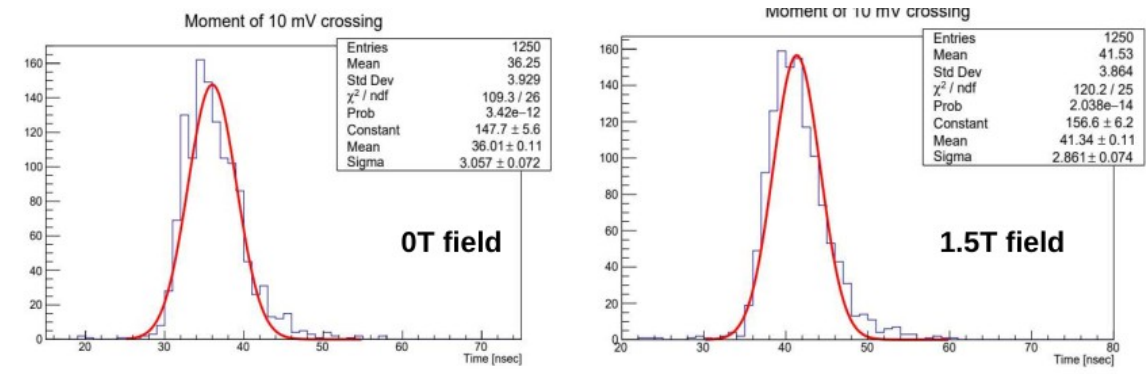 Moment of 10 mV crossing
Entries 1250
Mean 36.25
Std Dev 3.929
χ² / ndf 109.3 / 26
Prob 3.42e−12
Constant 147.7 ± 5.6
Mean 36.01 ± 0.11
Sigma 3.057 ± 0.072
160
140
120
100
80
60
40
20
0
0T field
20 30 40 50 60 70
Time [nsec]
Moment of 10 mV crossing
Entries 1250
Mean 41.53
Std Dev 3.864
χ² / ndf 120.2 / 25
Prob 2.038e−14
Constant 156.6 ± 6.2
Mean 41.34 ± 0.11
Sigma 2.861 ± 0.074
160
140
120
100
80
60
40
20
0
1.5T field
20 30 40 50 60 70 80
Time [nsec]